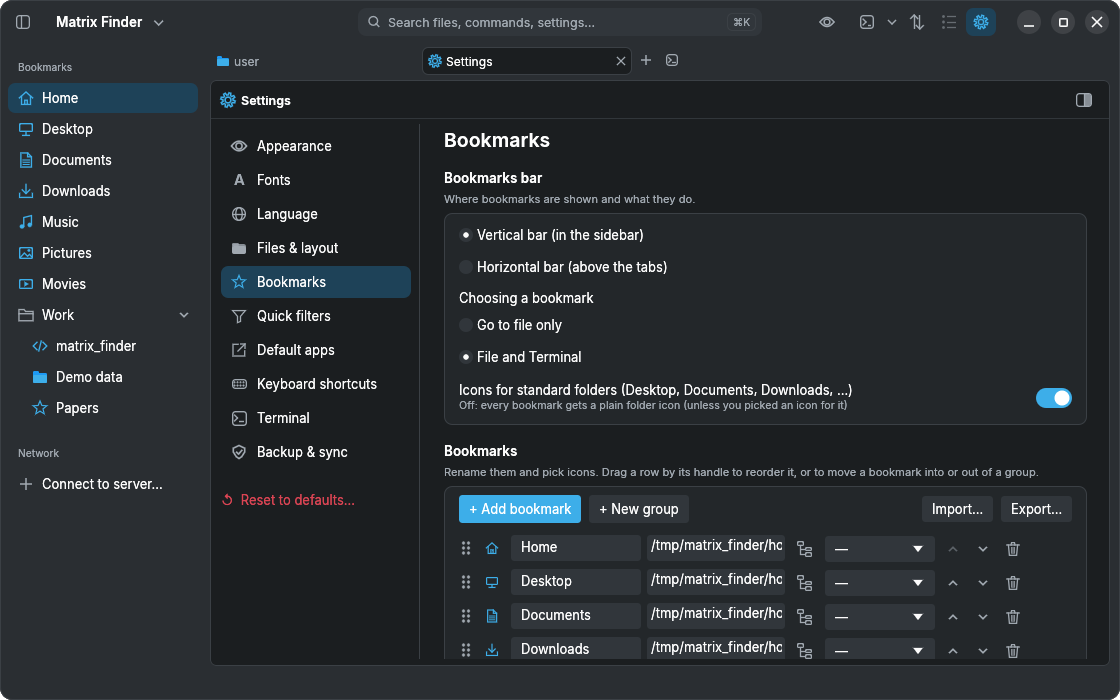 Matrix Finder
Search files, commands, settings...
⌘K
Bookmarks
Home
Desktop
Documents
Downloads
Music
Pictures
Movies
Work
matrix_finder
Demo data
Papers
Network
Connect to server...
user
Settings
Settings
Appearance
Fonts
Language
Files & layout
Bookmarks
Quick filters
Default apps
Keyboard shortcuts
Terminal
Backup & sync
Reset to defaults...
Bookmarks
Bookmarks bar
Where bookmarks are shown and what they do.
Vertical bar (in the sidebar)
Horizontal bar (above the tabs)
Choosing a bookmark
Go to file only
File and Terminal
Icons for standard folders (Desktop, Documents, Downloads, ...)
Off: every bookmark gets a plain folder icon (unless you picked an icon for it)
Bookmarks
Rename them and pick icons. Drag a row by its handle to reorder it, or to move a bookmark into or out of a group.
+ Add bookmark + New group Import... Export...
Home /tmp/matrix_finder/ho —
Desktop /tmp/matrix_finder/ho —
Documents /tmp/matrix_finder/ho —
Downloads /tmp/matrix_finder/ho —